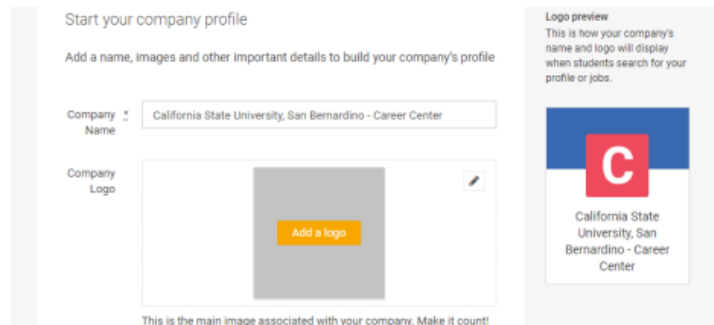 Start your company profile
Add a name, images and other important details to build your company's profile
Company *
Name
California State University, San Bernardino - Career Center
Company
Logo
Add a logo
This is the main image associated with your company. Make it count!
Logo preview
This is how your company's
name and logo will display
when students search for your
profile or jobs.
C
California State
University, San
Bernardino - Career
Center